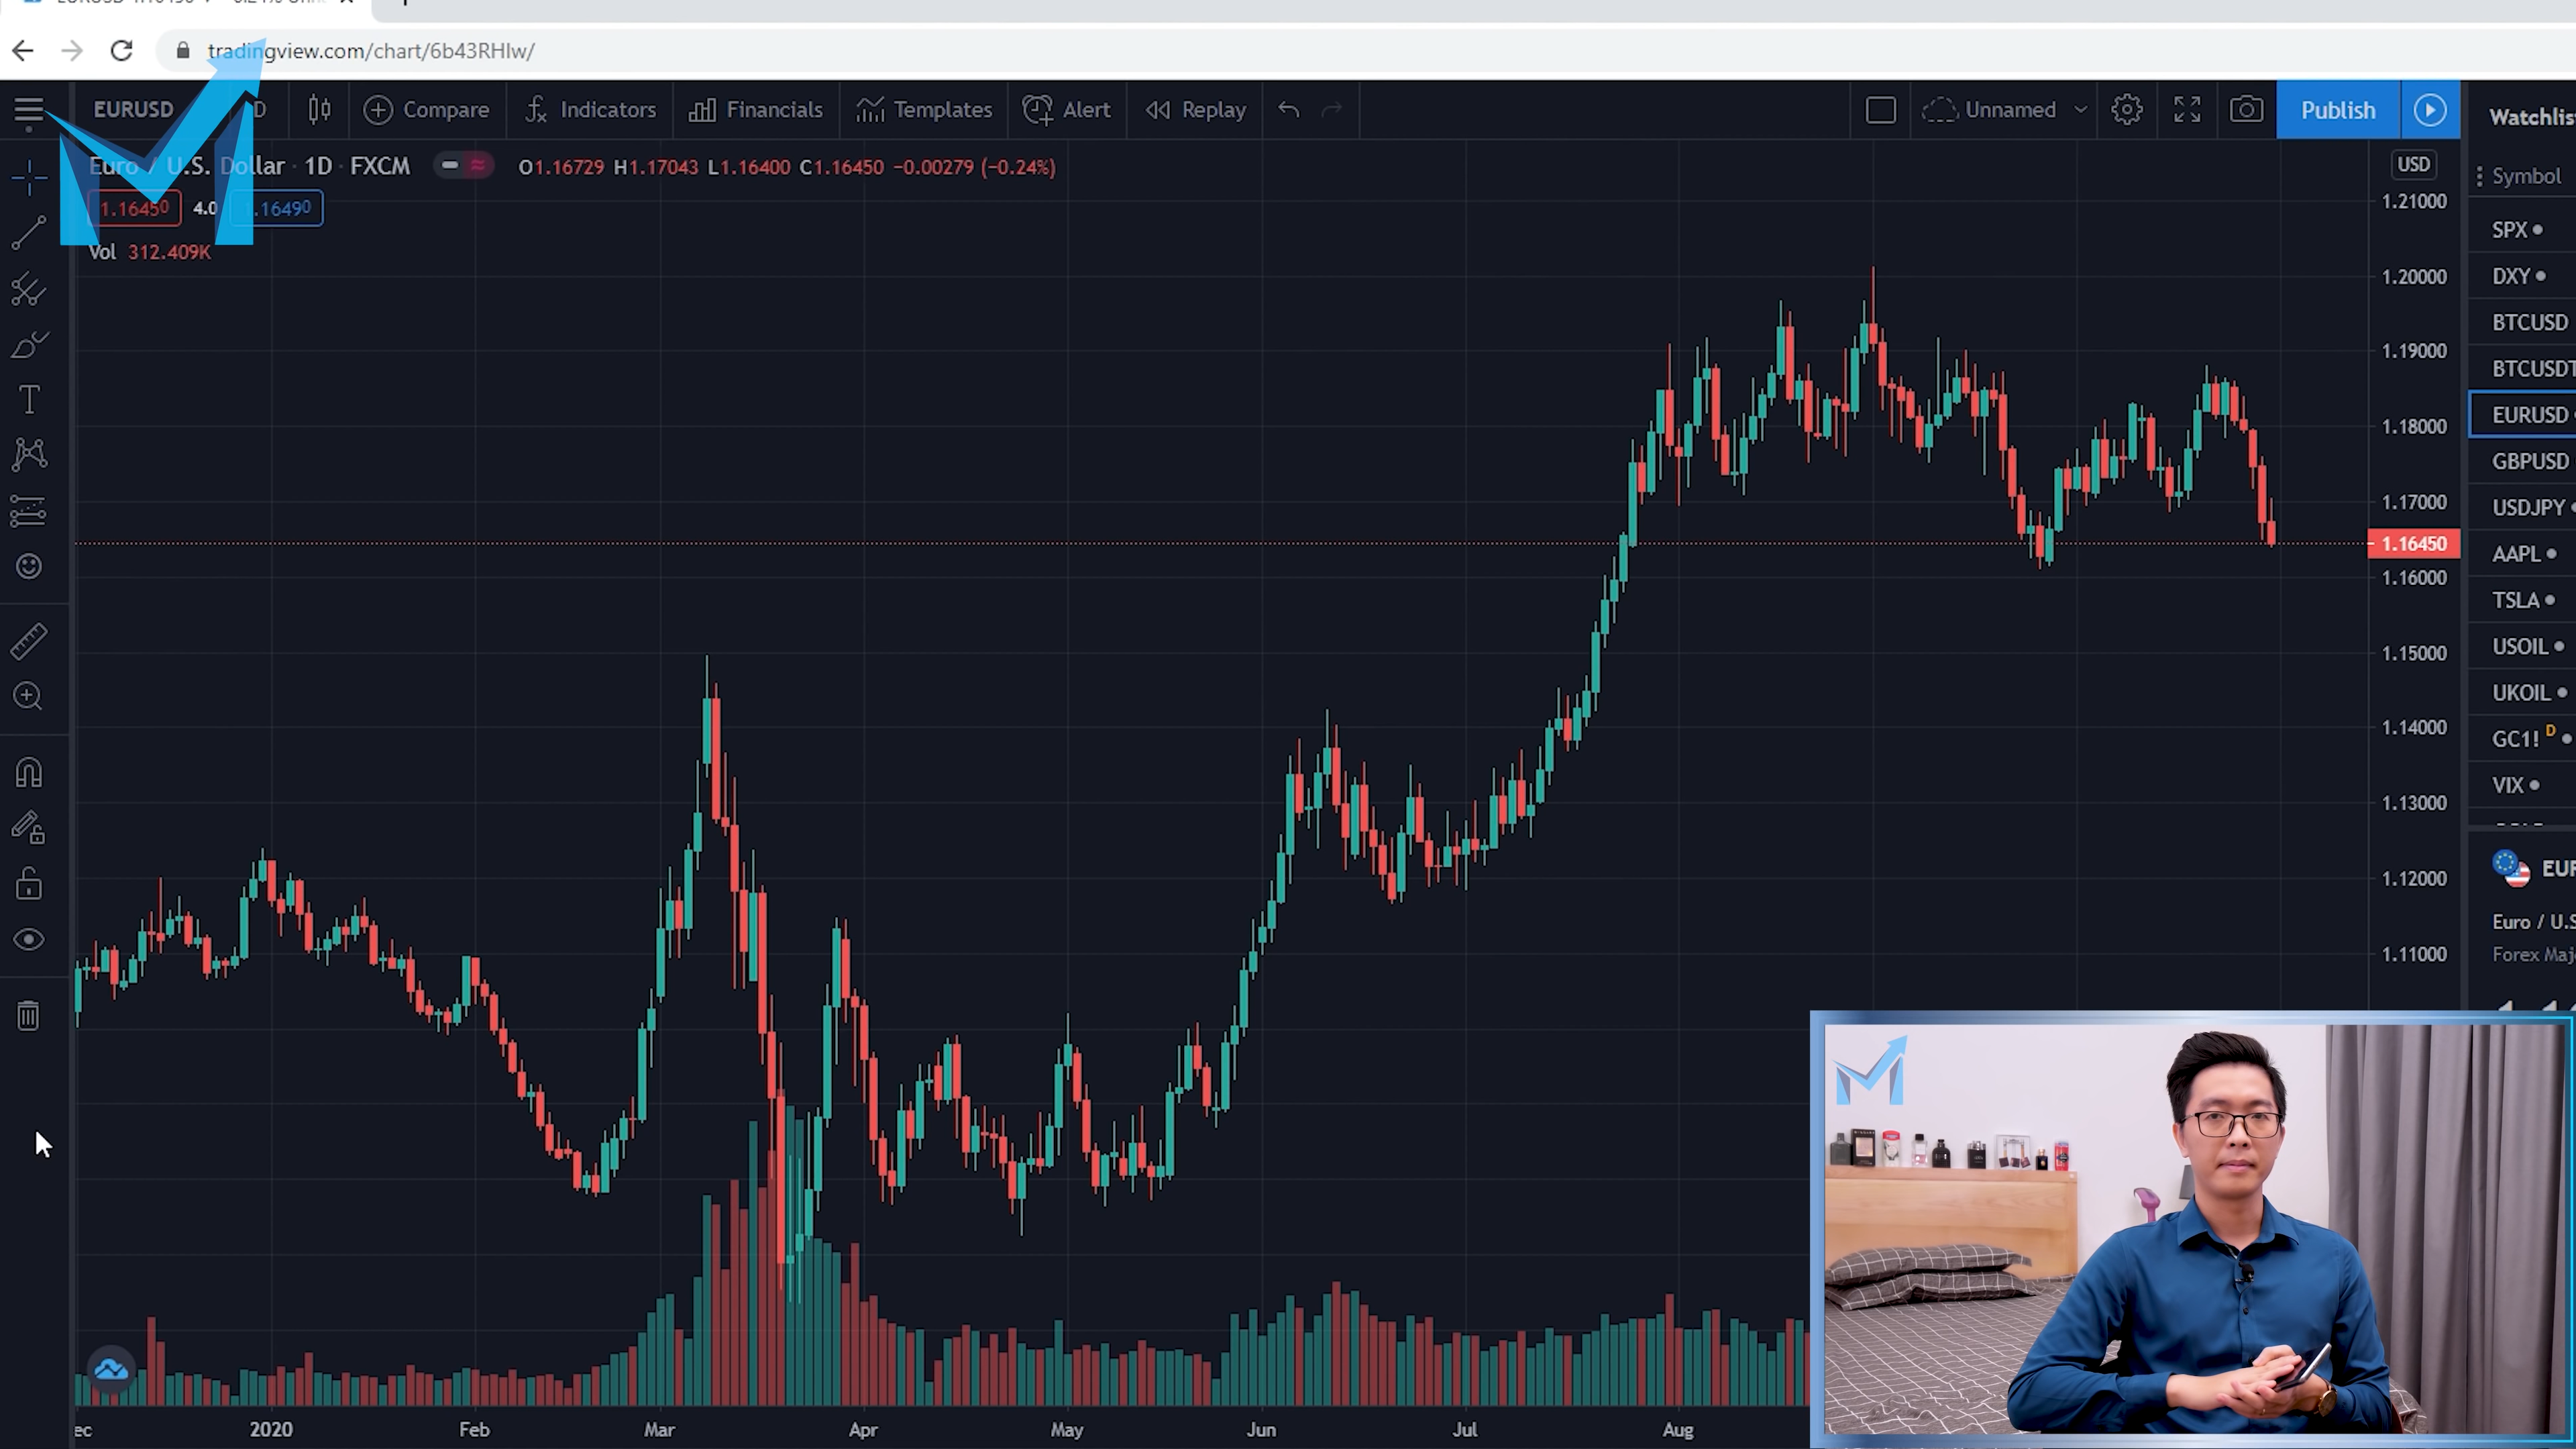 tradingview.com/chart/6b43RHIw/
EURUSD D Compare Indicators Financials Templates Alert Replay Unnamed Publish
Watchlist
Euro / U.S. Dollar · 1D · FXCM O1.16729 H1.17043 L1.16400 C1.16450 −0.00279 (−0.24%)
1.16450 4.0 1.16490
Vol 312.409K
USD
1.21000
1.20000
1.19000
1.18000
1.17000
1.16450
1.16000
1.15000
1.14000
1.13000
1.12000
1.11000
Symbol
SPX
DXY
BTCUSD
BTCUSDT
EURUSD
GBPUSD
USDJPY
AAPL
TSLA
USOIL
UKOIL
GC1! D
VIX
EUR
Euro / U.S
Forex Maj
ec 2020 Feb Mar Apr May Jun Jul Aug